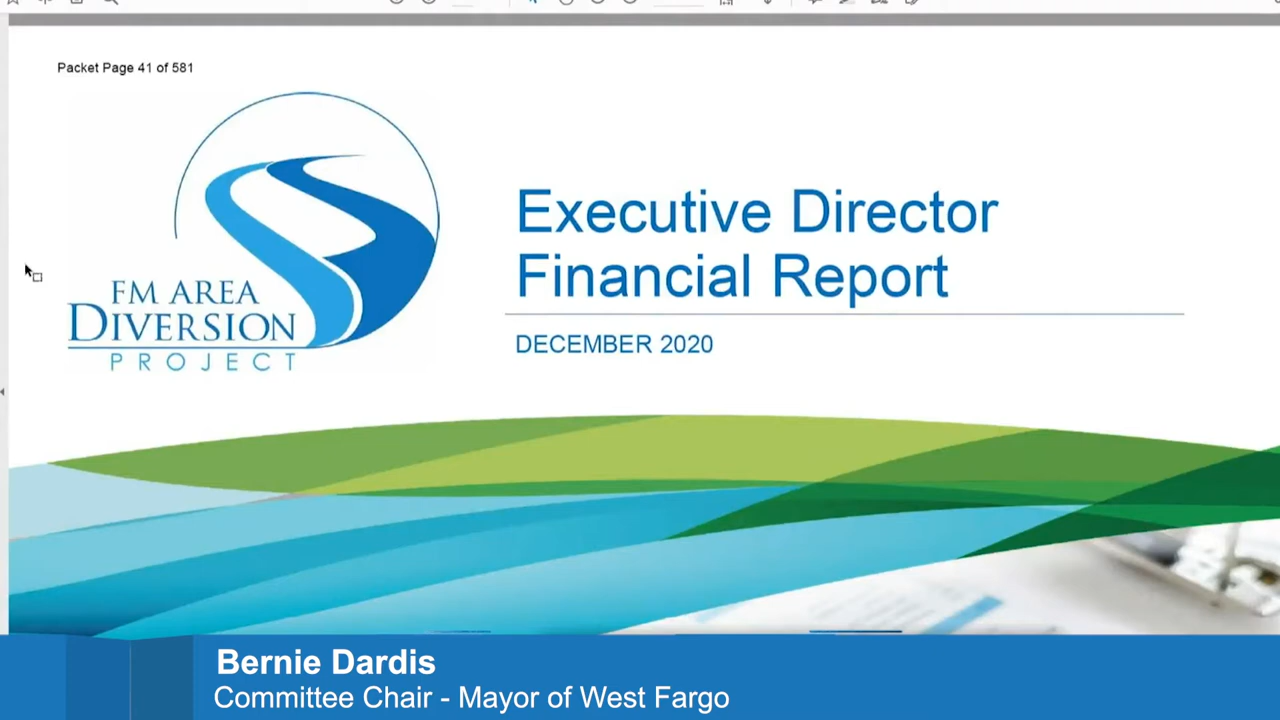 Packet Page 41 of 581
FM AREA
DIVERSION
PROJECT
Executive Director
Financial Report
DECEMBER 2020
Bernie Dardis
Committee Chair - Mayor of West Fargo